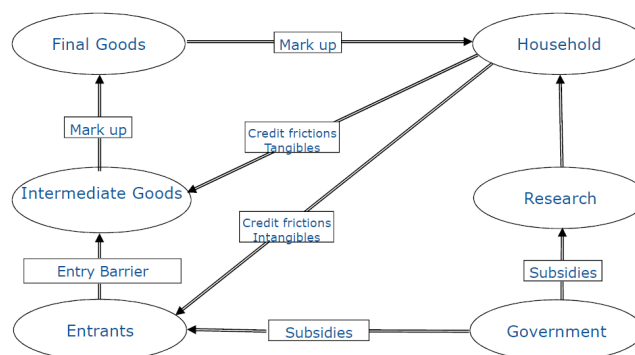 Final Goods
Mark up
Household
Mark up
Credit frictions
Tangibles
Intermediate Goods
Research
Credit frictions
Intangibles
Entry Barrier
Subsidies
Entrants
Subsidies
Government